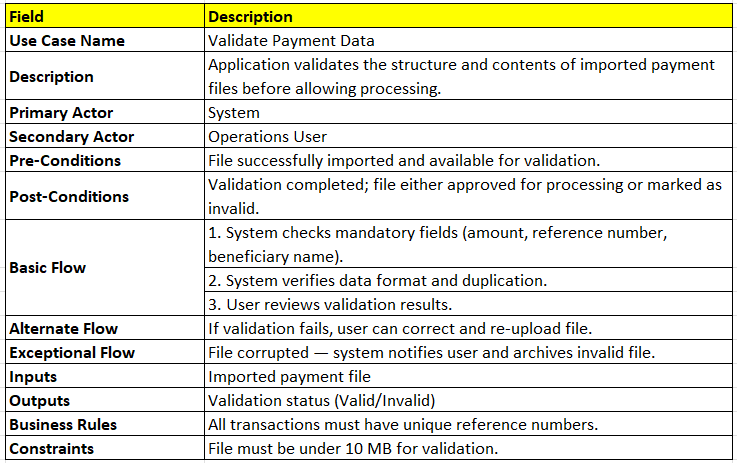 Field Description
Use Case Name Validate Payment Data
Description Application validates the structure and contents of imported payment
files before allowing processing.
Primary Actor System
Secondary Actor Operations User
Pre-Conditions File successfully imported and available for validation.
Post-Conditions Validation completed; file either approved for processing or marked as
invalid.
Basic Flow 1. System checks mandatory fields (amount, reference number,
beneficiary name).
2. System verifies data format and duplication.
3. User reviews validation results.
Alternate Flow If validation fails, user can correct and re-upload file.
Exceptional Flow File corrupted — system notifies user and archives invalid file.
Inputs Imported payment file
Outputs Validation status (Valid/Invalid)
Business Rules All transactions must have unique reference numbers.
Constraints File must be under 10 MB for validation.